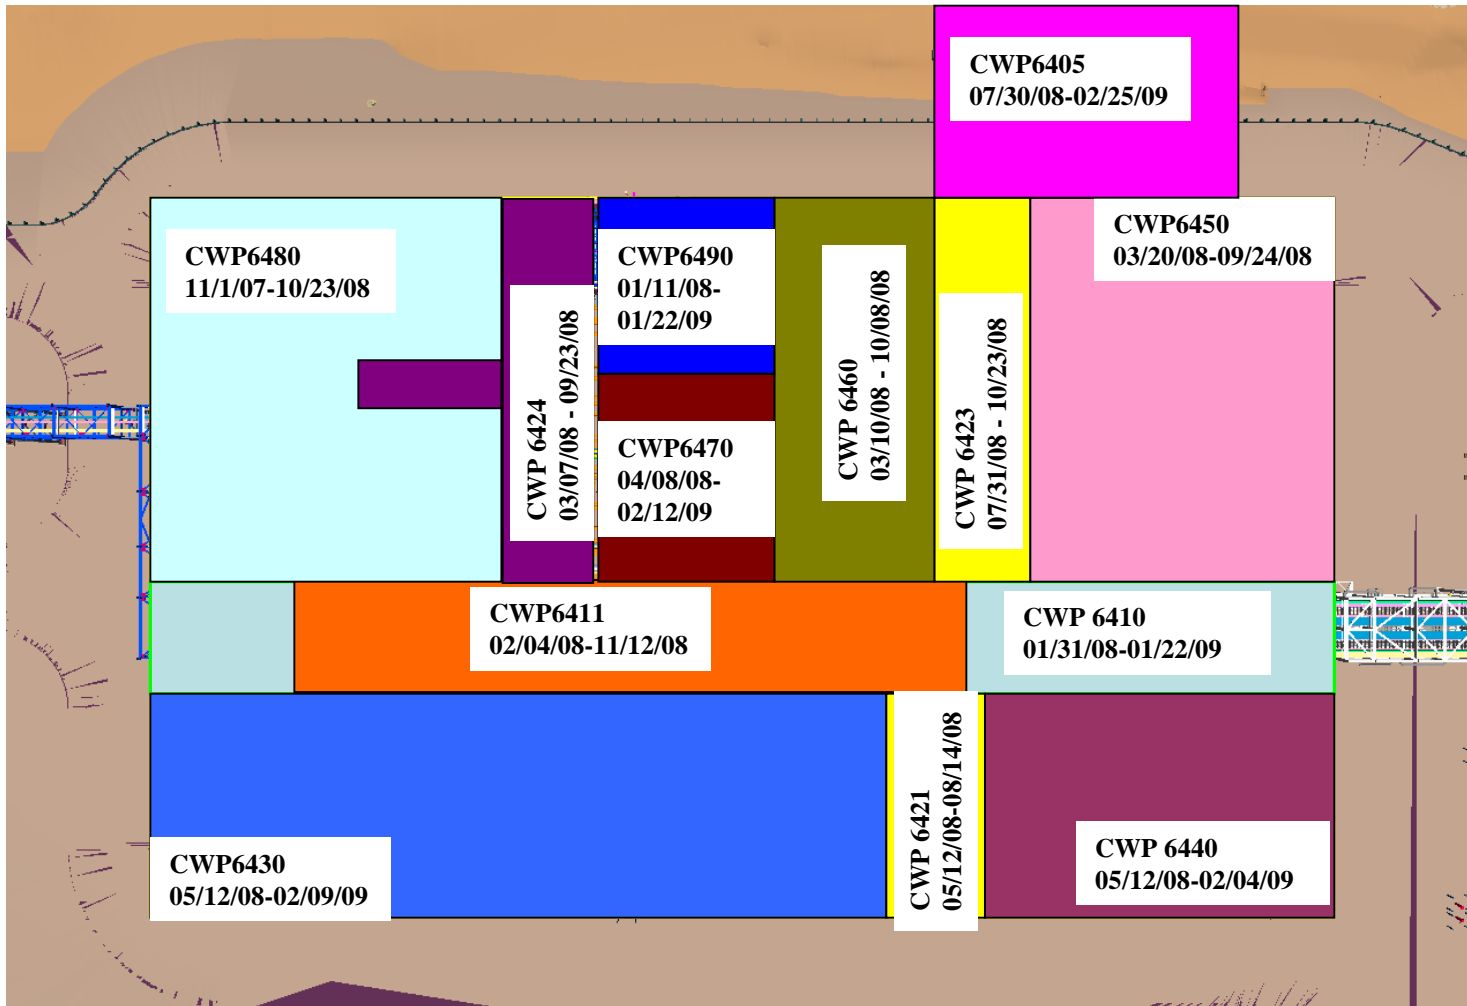 CWP6405
07/30/08-02/25/09
CWP6480
11/1/07-10/23/08
CWP 6424
03/07/08 - 09/23/08
CWP6490
01/11/08-
01/22/09
CWP6470
04/08/08-
02/12/09
CWP 6460
03/10/08 - 10/08/08
CWP 6423
07/31/08 - 10/23/08
CWP6450
03/20/08-09/24/08
CWP6411
02/04/08-11/12/08
CWP 6410
01/31/08-01/22/09
CWP6430
05/12/08-02/09/09
CWP 6421
05/12/08-08/14/08
CWP 6440
05/12/08-02/04/09